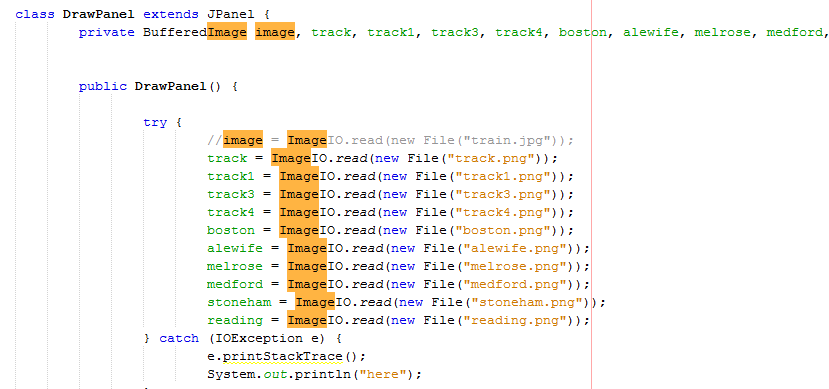 class DrawPanel extends JPanel {
private BufferedImage image, track, track1, track3, track4, boston, alewife, melrose, medford,
public DrawPanel() {
try {
//image = ImageIO.read(new File("train.jpg"));
track = ImageIO.read(new File("track.png"));
track1 = ImageIO.read(new File("track1.png"));
track3 = ImageIO.read(new File("track3.png"));
track4 = ImageIO.read(new File("track4.png"));
boston = ImageIO.read(new File("boston.png"));
alewife = ImageIO.read(new File("alewife.png"));
melrose = ImageIO.read(new File("melrose.png"));
medford = ImageIO.read(new File("medford.png"));
stoneham = ImageIO.read(new File("stoneham.png"));
reading = ImageIO.read(new File("reading.png"));
} catch (IOException e) {
e.printStackTrace();
System.out.println("here");